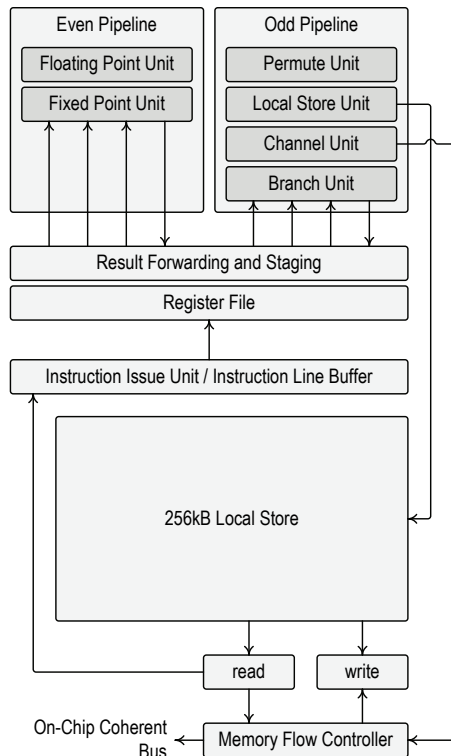 Even Pipeline
Odd Pipeline
Floating Point Unit
Fixed Point Unit
Permute Unit
Local Store Unit
Channel Unit
Branch Unit
Result Forwarding and Staging
Register File
Instruction Issue Unit / Instruction Line Buffer
256kB Local Store
read
write
On-Chip Coherent
Bus
Memory Flow Controller